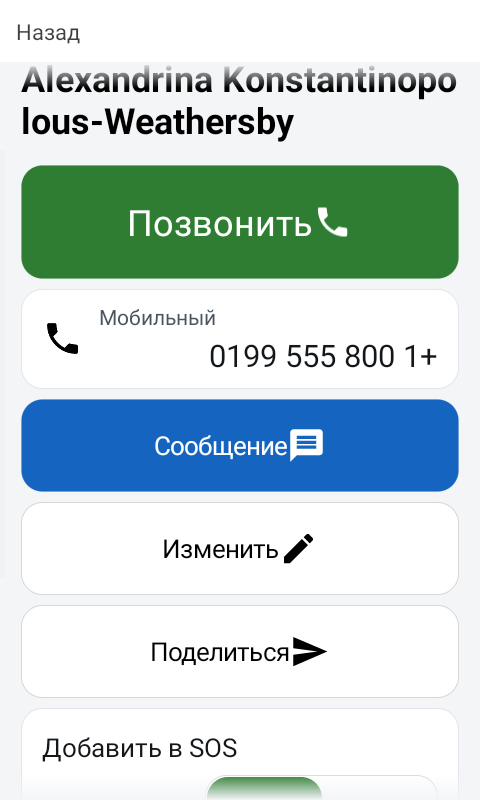 Назад
Alexandrina Konstantinopo
lous-Weathersby
Позвонить
Мобильный
0199 555 800 1+
Сообщение
Изменить
Поделиться
Добавить в SOS